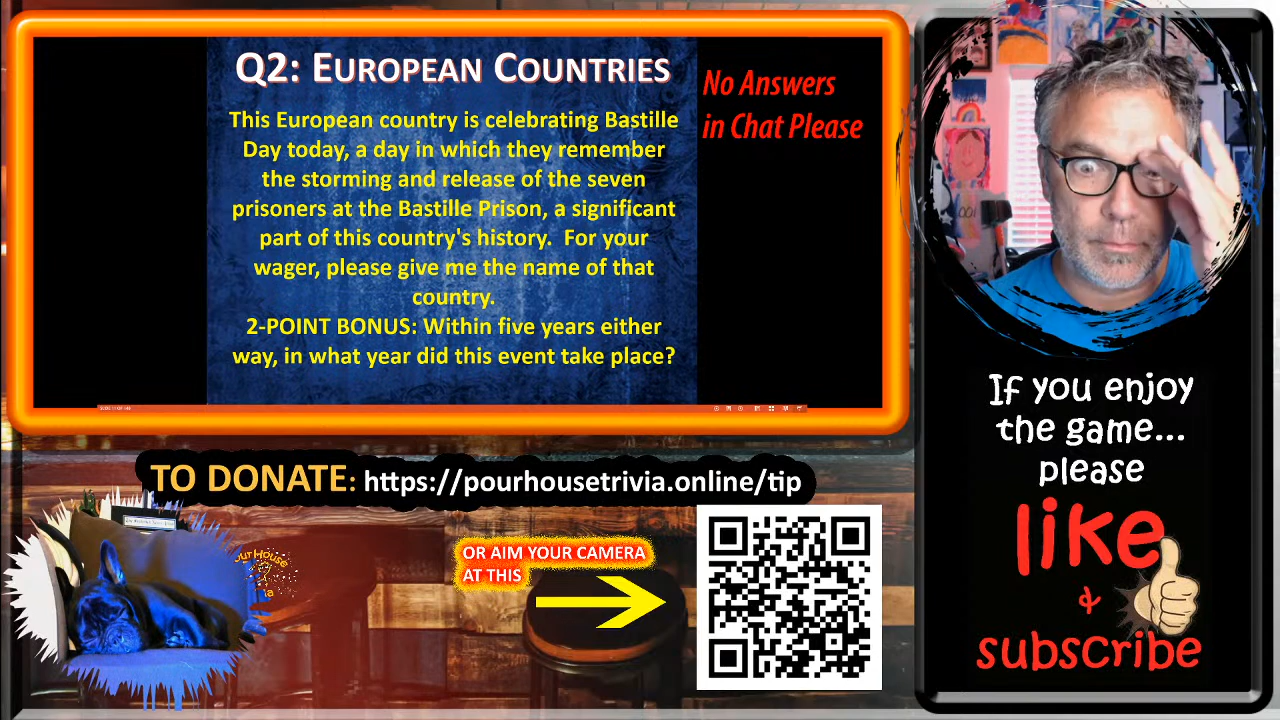 Q2: EUROPEAN COUNTRIES
This European country is celebrating Bastille
Day today, a day in which they remember
the storming and release of the seven
prisoners at the Bastille Prison, a significant
part of this country's history.  For your
wager, please give me the name of that
country.
2-POINT BONUS: Within five years either
way, in what year did this event take place?
No Answers
in Chat Please
TO DONATE: https://pourhousetrivia.online/tip
OR AIM YOUR CAMERA
AT THIS
If you enjoy
the game...
please
like
&
subscribe